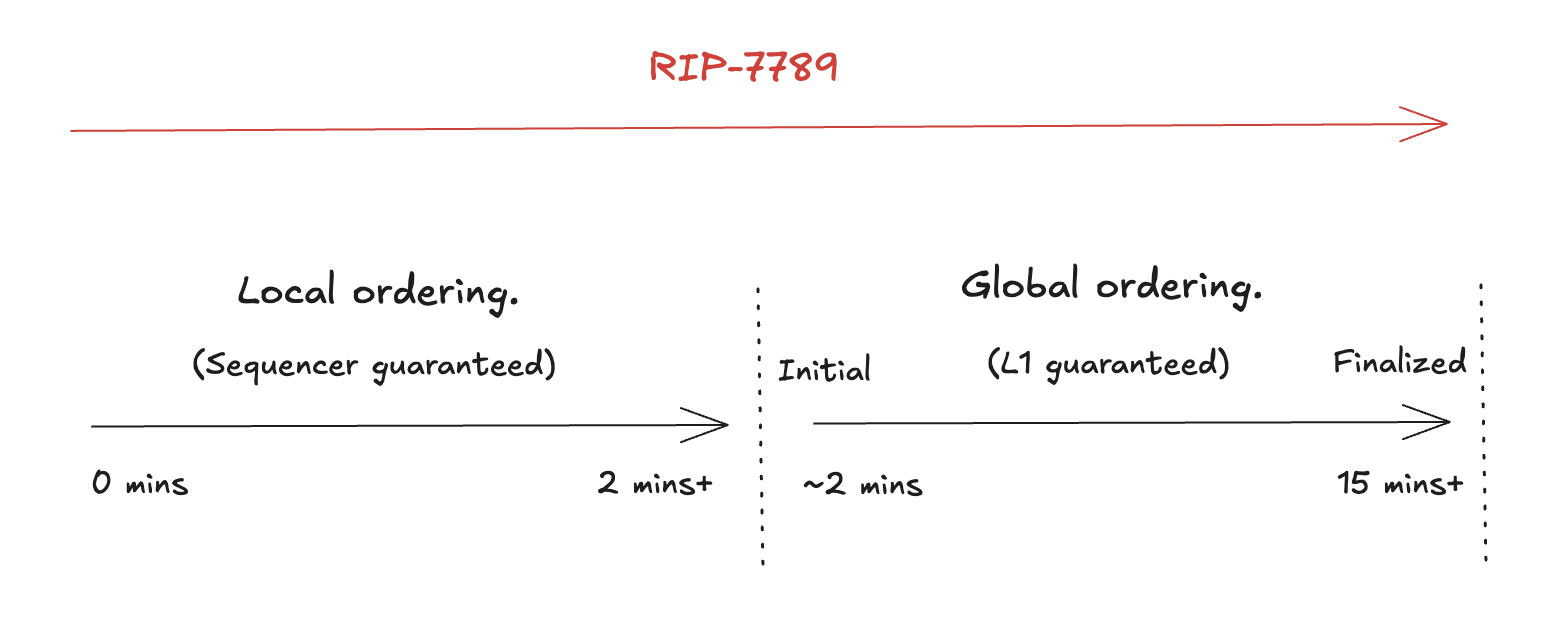 RIP-7789
Local ordering.
(Sequencer guaranteed)
0 mins
2 mins+
Global ordering.
Initial
(L1 guaranteed)
Finalized
~2 mins
15 mins+